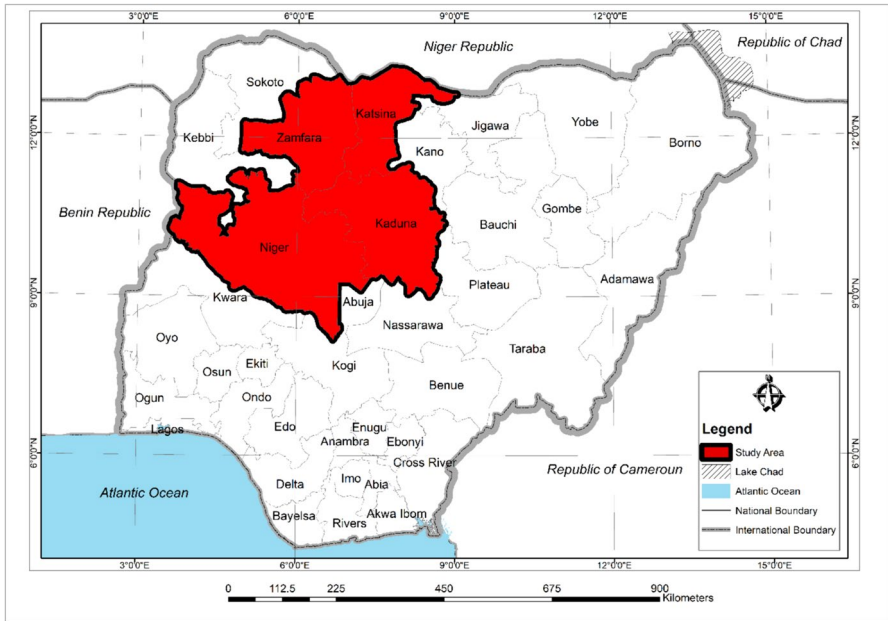 3°0'0"E 6°0'0"E 9°0'0"E 12°0'0"E 15°0'0"E
Niger Republic
Republic of Chad
Sokoto
Katsina
Zamfara
Kebbi
Jigawa
Yobe
Kano
Borno
12°0'0"N
12°0'0"N
Benin Republic
Gombe
Kaduna
Bauchi
Niger
Adamawa
Plateau
9°0'0"N
9°0'0"N
Kwara
Abuja
Nassarawa
Oyo
Taraba
Ekiti
Kogi
Osun
Benue
Ogun
Ondo
Lagos
Edo
Enugu
Anambra
Ebonyi
6°0'0"N
6°0'0"N
Cross River
Republic of Cameroun
Imo
Abia
Delta
Atlantic Ocean
Bayelsa
Rivers
Akwa Ibom
Legend
Study Area
Lake Chad
Atlantic Ocean
National Boundary
International Boundary
3°0'0"E 6°0'0"E 9°0'0"E 12°0'0"E 15°0'0"E
0 112.5 225 450 675 900
Kilometers